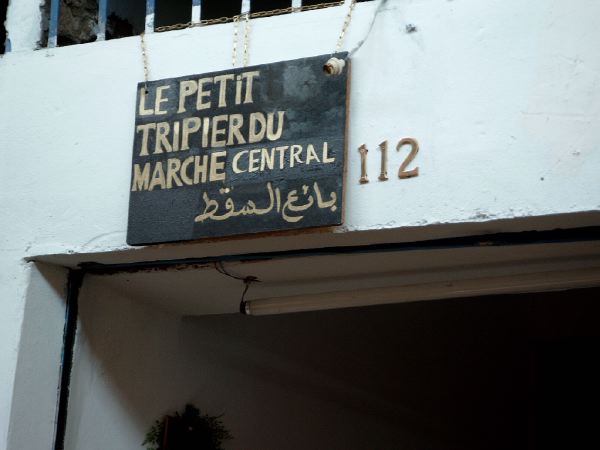 LE PETIT
TRIPIER DU
MARCHE CENTRAL
بائع السقط
112